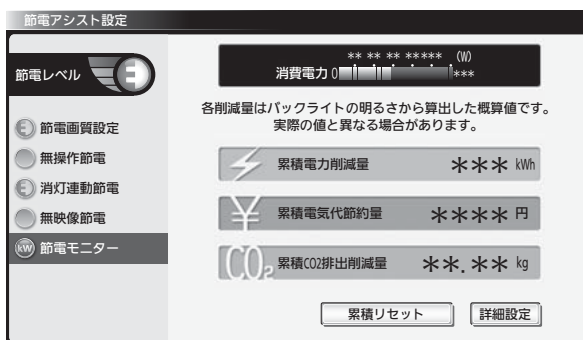 節電アシスト設定
節電レベル E
E 節電画質設定
無操作節電
E 消灯連動節電
無映像節電
kW 節電モニター
** ** ** ***** (W)
消費電力 0 ***
各削減量はバックライトの明るさから算出した概算値です。
実際の値と異なる場合があります。
累積電力削減量 *** kWh
¥ 累積電気代節約量 **** 円
CO2 累積CO2排出削減量 **.** kg
累積リセット 詳細設定